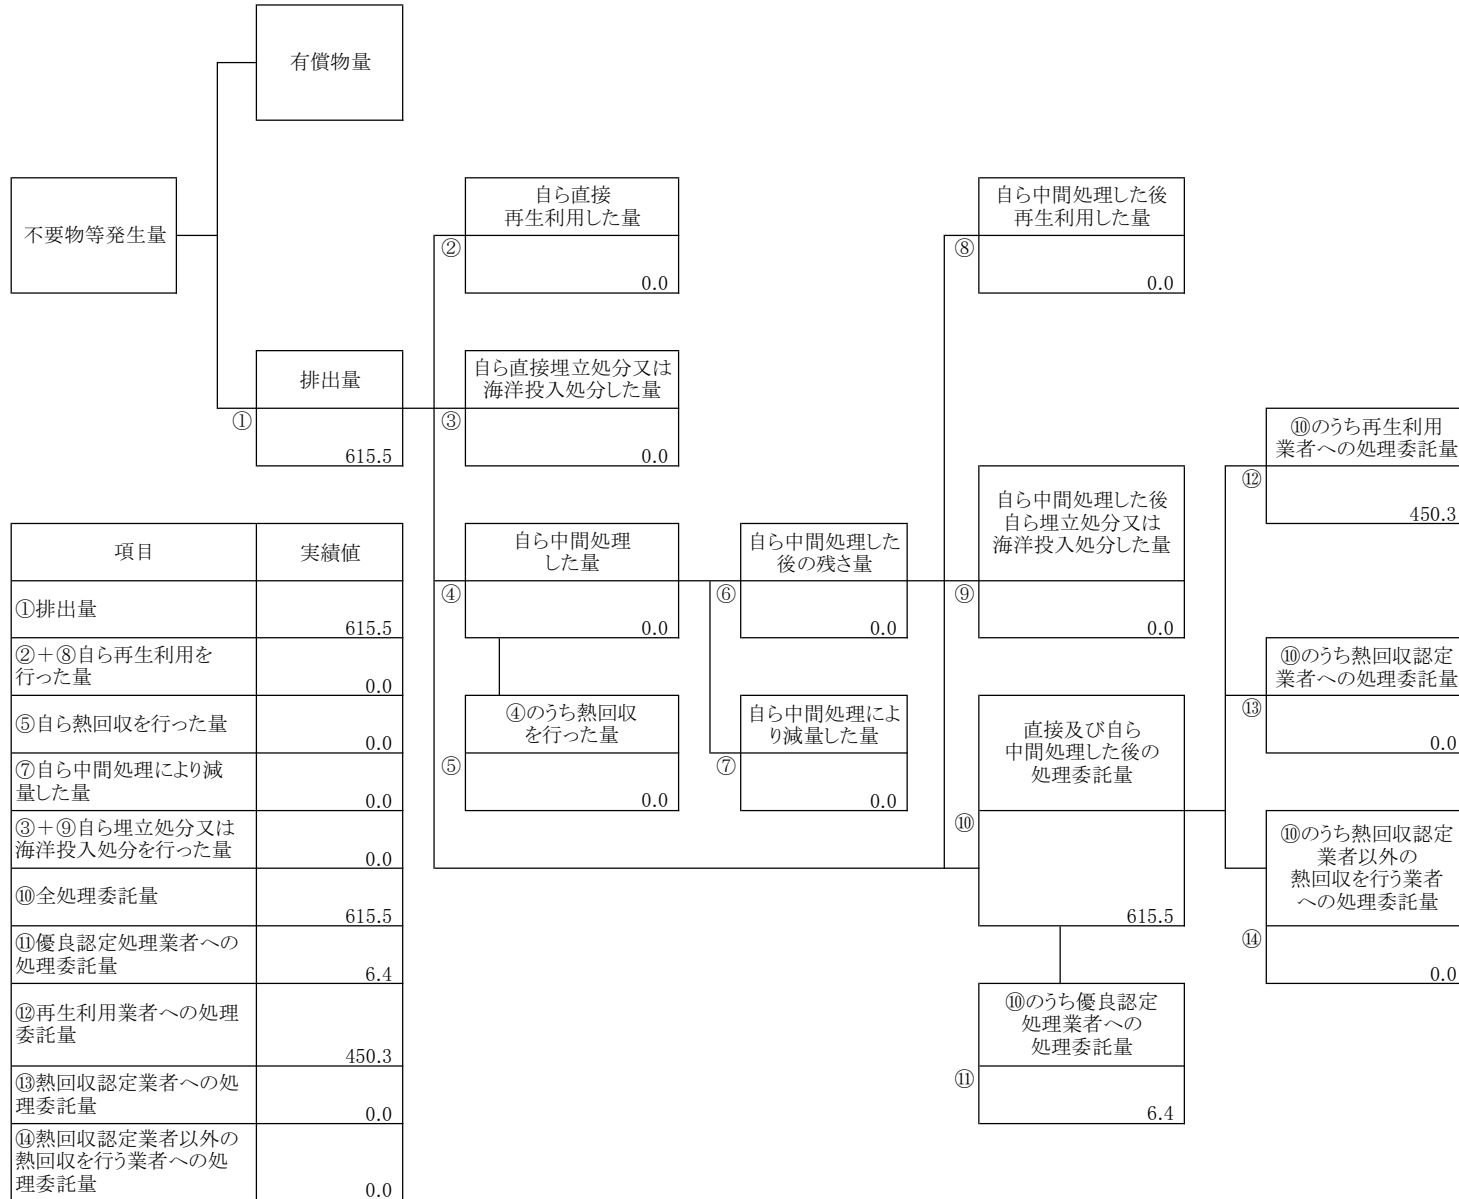 有償物量
不要物等発生量
自ら直接
再生利用した量
②
0.0
自ら中間処理した後
再生利用した量
⑧
0.0
排出量
①
615.5
自ら直接埋立処分又は
海洋投入処分した量
③
0.0
⑩のうち再生利用
業者への処理委託量
⑫
450.3
自ら中間処理した後
自ら埋立処分又は
海洋投入処分した量
⑨
0.0
自ら中間処理
した量
④
0.0
自ら中間処理した
後の残さ量
⑥
0.0
⑩のうち熱回収認定
業者への処理委託量
⑬
0.0
④のうち熱回収
を行った量
⑤
0.0
自ら中間処理によ
り減量した量
⑦
0.0
直接及び自ら
中間処理した後の
処理委託量
⑩
615.5
⑩のうち熱回収認定
業者以外の
熱回収を行う業者
への処理委託量
⑭
0.0
⑩のうち優良認定
処理業者への
処理委託量
⑪
6.4
項目 実績値
①排出量
615.5
②＋⑧自ら再生利用を
行った量
0.0
⑤自ら熱回収を行った量
0.0
⑦自ら中間処理により減
量した量
0.0
③＋⑨自ら埋立処分又は
海洋投入処分を行った量
0.0
⑩全処理委託量
615.5
⑪優良認定処理業者への
処理委託量
6.4
⑫再生利用業者への処理
委託量
450.3
⑬熱回収認定業者への処
理委託量
0.0
⑭熱回収認定業者以外の
熱回収を行う業者への処
理委託量
0.0